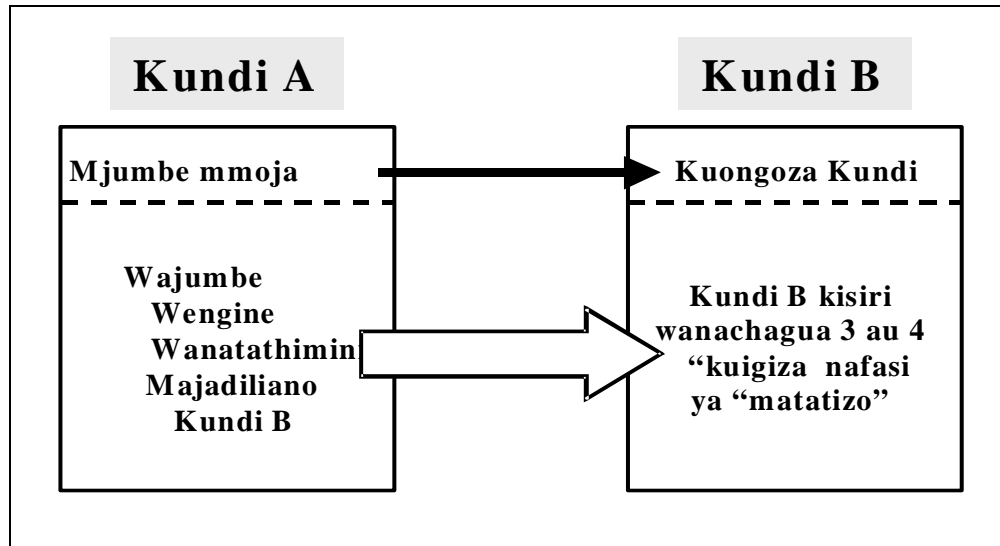 Kundi A
Kundi B
Mjumbe mmoja
Kuongoza Kundi
Wajumbe
Wengine
Wanatathimini
Majadiliano
Kundi B
Kundi B kisiri
wanachagua 3 au 4
“kuigiza nafasi
ya “matatizo”